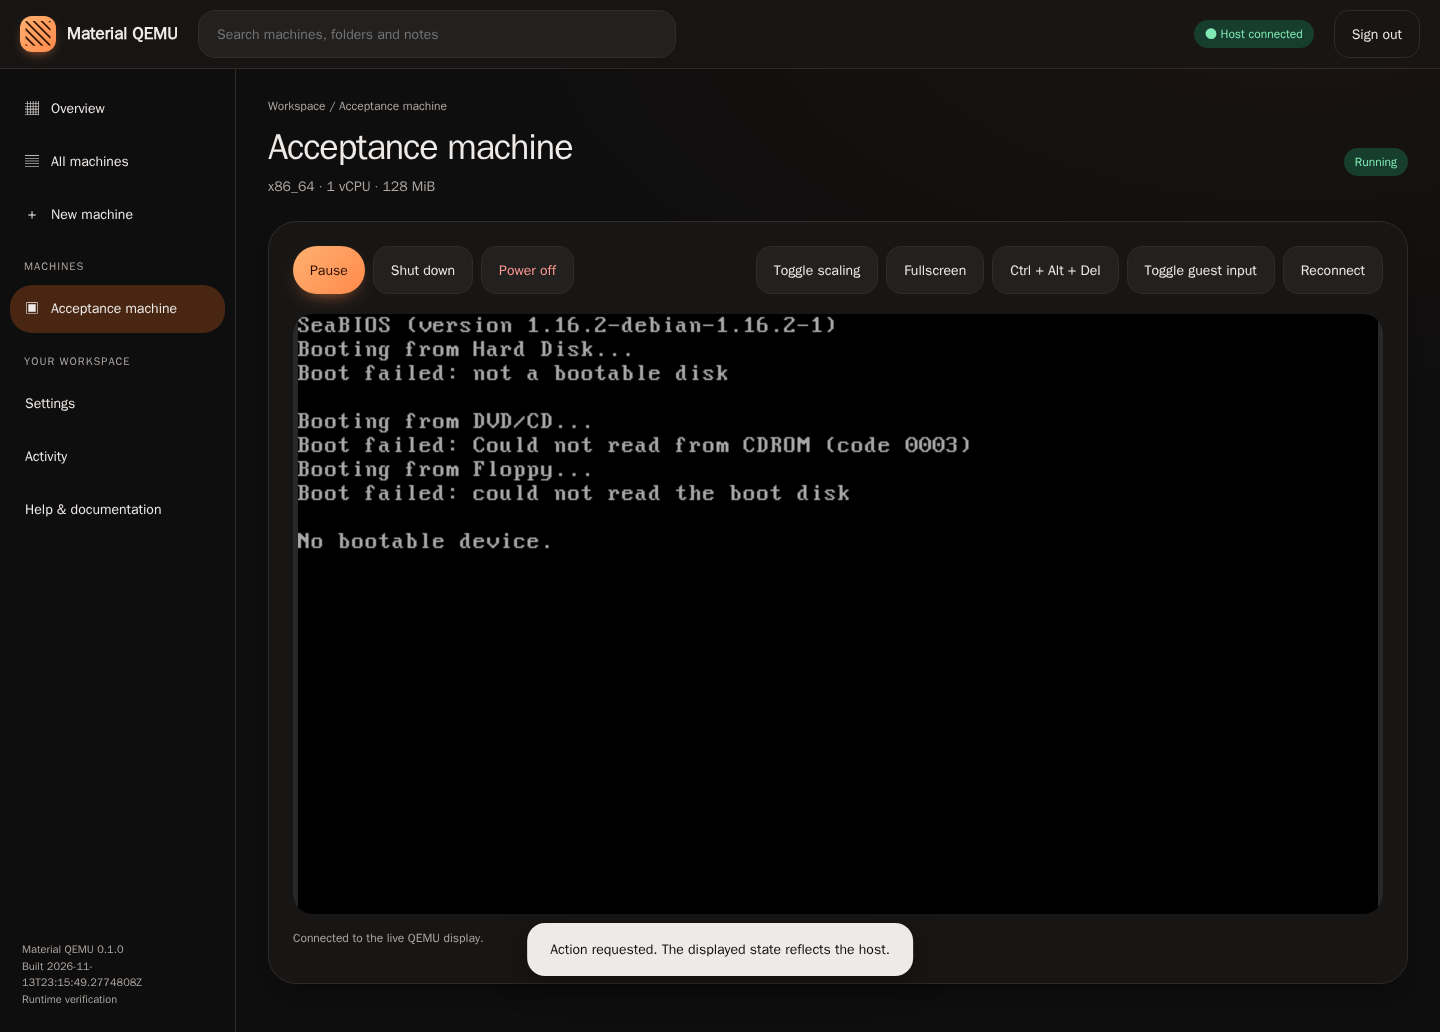 Material QEMU
Search machines, folders and notes
Host connected
Sign out
Overview
All machines
New machine
MACHINES
Acceptance machine
YOUR WORKSPACE
Settings
Activity
Help & documentation
Material QEMU 0.1.0
Built 2026-11-
13T23:15:49.2774808Z
Runtime verification
Workspace / Acceptance machine
Acceptance machine
x86_64 · 1 vCPU · 128 MiB
Running
Pause
Shut down
Power off
Toggle scaling
Fullscreen
Ctrl + Alt + Del
Toggle guest input
Reconnect
SeaBIOS (version 1.16.2-debian-1.16.2-1)
Booting from Hard Disk...
Boot failed: not a bootable disk
Booting from DVD/CD...
Boot failed: Could not read from CDROM (code 0003)
Booting from Floppy...
Boot failed: could not read the boot disk
No bootable device.
Connected to the live QEMU display.
Action requested. The displayed state reflects the host.